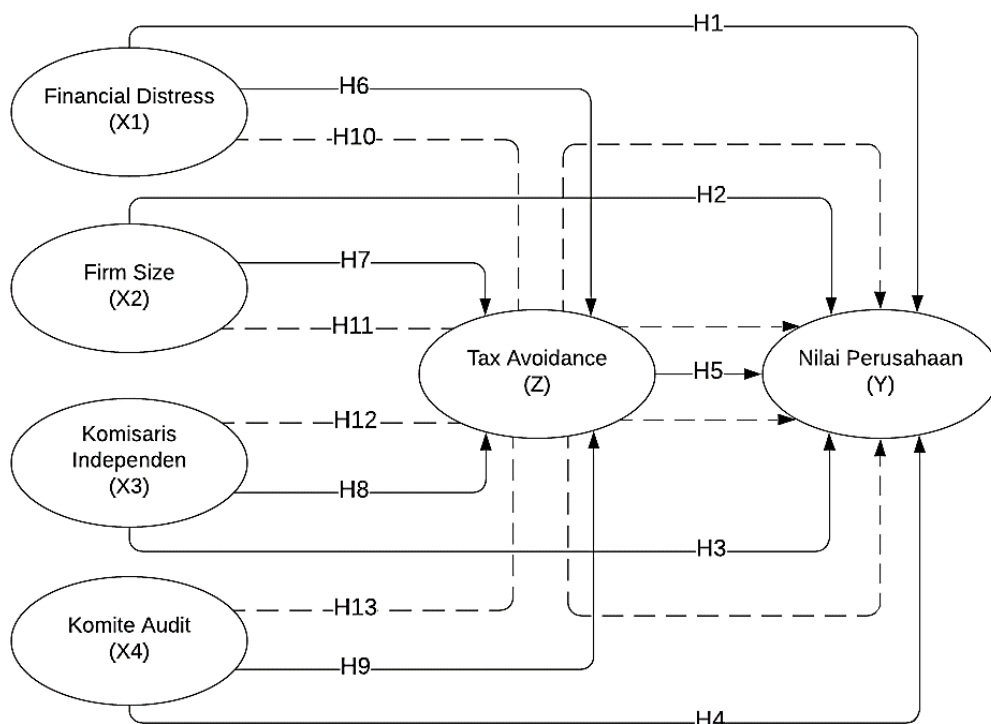 H1
Financial Distress
(X1)
H6
H10
H2
Firm Size
(X2)
H7
H11
Tax Avoidance
(Z)
H5
Nilai Perusahaan
(Y)
Komisaris
Independen
(X3)
H12
H8
H3
Komite Audit
(X4)
H13
H9
H4